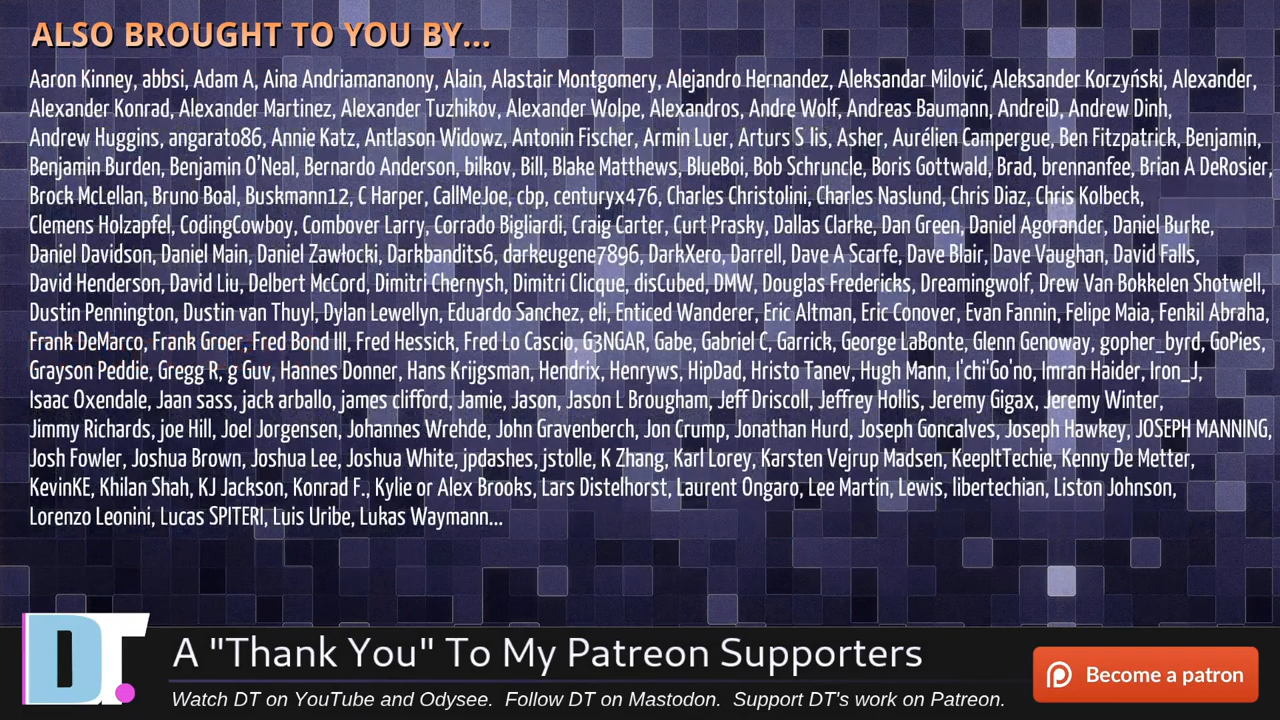 ALSO BROUGHT TO YOU BY...
Aaron Kinney, abbsi, Adam A, Aina Andriamananony, Alain, Alastair Montgomery, Alejandro Hernandez, Aleksandar Milović, Aleksander Korzyński, Alexander,
Alexander Konrad, Alexander Martinez, Alexander Tuzhikov, Alexander Wolpe, Alexandros, Andre Wolf, Andreas Baumann, AndreiD, Andrew Dinh,
Andrew Huggins, angarato86, Annie Katz, Antlason Widowz, Antonin Fischer, Armin Luer, Arturs S lis, Asher, Aurélien Campergue, Ben Fitzpatrick, Benjamin,
Benjamin Burden, Benjamin O'Neal, Bernardo Anderson, bilkov, Bill, Blake Matthews, BlueBoi, Bob Schruncle, Boris Gottwald, Brad, brennanfee, Brian A DeRosier,
Brock McLellan, Bruno Boal, Buskmann12, C Harper, CallMeJoe, cbp, centuryx476, Charles Christolini, Charles Naslund, Chris Diaz, Chris Kolbeck,
Clemens Holzapfel, CodingCowboy, Combover Larry, Corrado Bigliardi, Craig Carter, Curt Prasky, Dallas Clarke, Dan Green, Daniel Agorander, Daniel Burke,
Daniel Davidson, Daniel Main, Daniel Zawłocki, Darkbandits6, darkeugene7896, DarkXero, Darrell, Dave A Scarfe, Dave Blair, Dave Vaughan, David Falls,
David Henderson, David Liu, Delbert McCord, Dimitri Chernysh, Dimitri Clicque, disCubed, DMW, Douglas Fredericks, Dreamingwolf, Drew Van Bokkelen Shotwell,
Dustin Pennington, Dustin van Thuyl, Dylan Lewellyn, Eduardo Sanchez, eli, Enticed Wanderer, Eric Altman, Eric Conover, Evan Fannin, Felipe Maia, Fenkil Abraha,
Frank DeMarco, Frank Groer, Fred Bond III, Fred Hessick, Fred Lo Cascio, G3NGAR, Gabe, Gabriel C, Garrick, George LaBonte, Glenn Genoway, gopher_byrd, GoPies,
Grayson Peddie, Gregg R, g Guv, Hannes Donner, Hans Krijgsman, Hendrix, Henryws, HipDad, Hristo Tanev, Hugh Mann, I'chi'Go'no, Imran Haider, Iron_J,
Isaac Oxendale, Jaan sass, jack arballo, james clifford, Jamie, Jason, Jason L Brougham, Jeff Driscoll, Jeffrey Hollis, Jeremy Gigax, Jeremy Winter,
Jimmy Richards, joe Hill, Joel Jorgensen, Johannes Wrehde, John Gravenberch, Jon Crump, Jonathan Hurd, Joseph Goncalves, Joseph Hawkey, JOSEPH MANNING,
Josh Fowler, Joshua Brown, Joshua Lee, Joshua White, jpdashes, jstolle, K Zhang, Karl Lorey, Karsten Vejrup Madsen, KeepItTechie, Kenny De Metter,
KevinKE, Khilan Shah, KJ Jackson, Konrad F., Kylie or Alex Brooks, Lars Distelhorst, Laurent Ongaro, Lee Martin, Lewis, libertechian, Liston Johnson,
Lorenzo Leonini, Lucas SPITERI, Luis Uribe, Lukas Waymann...
DT.
A "Thank You" To My Patreon Supporters
Watch DT on YouTube and Odysee. Follow DT on Mastodon. Support DT's work on Patreon.
Become a patron